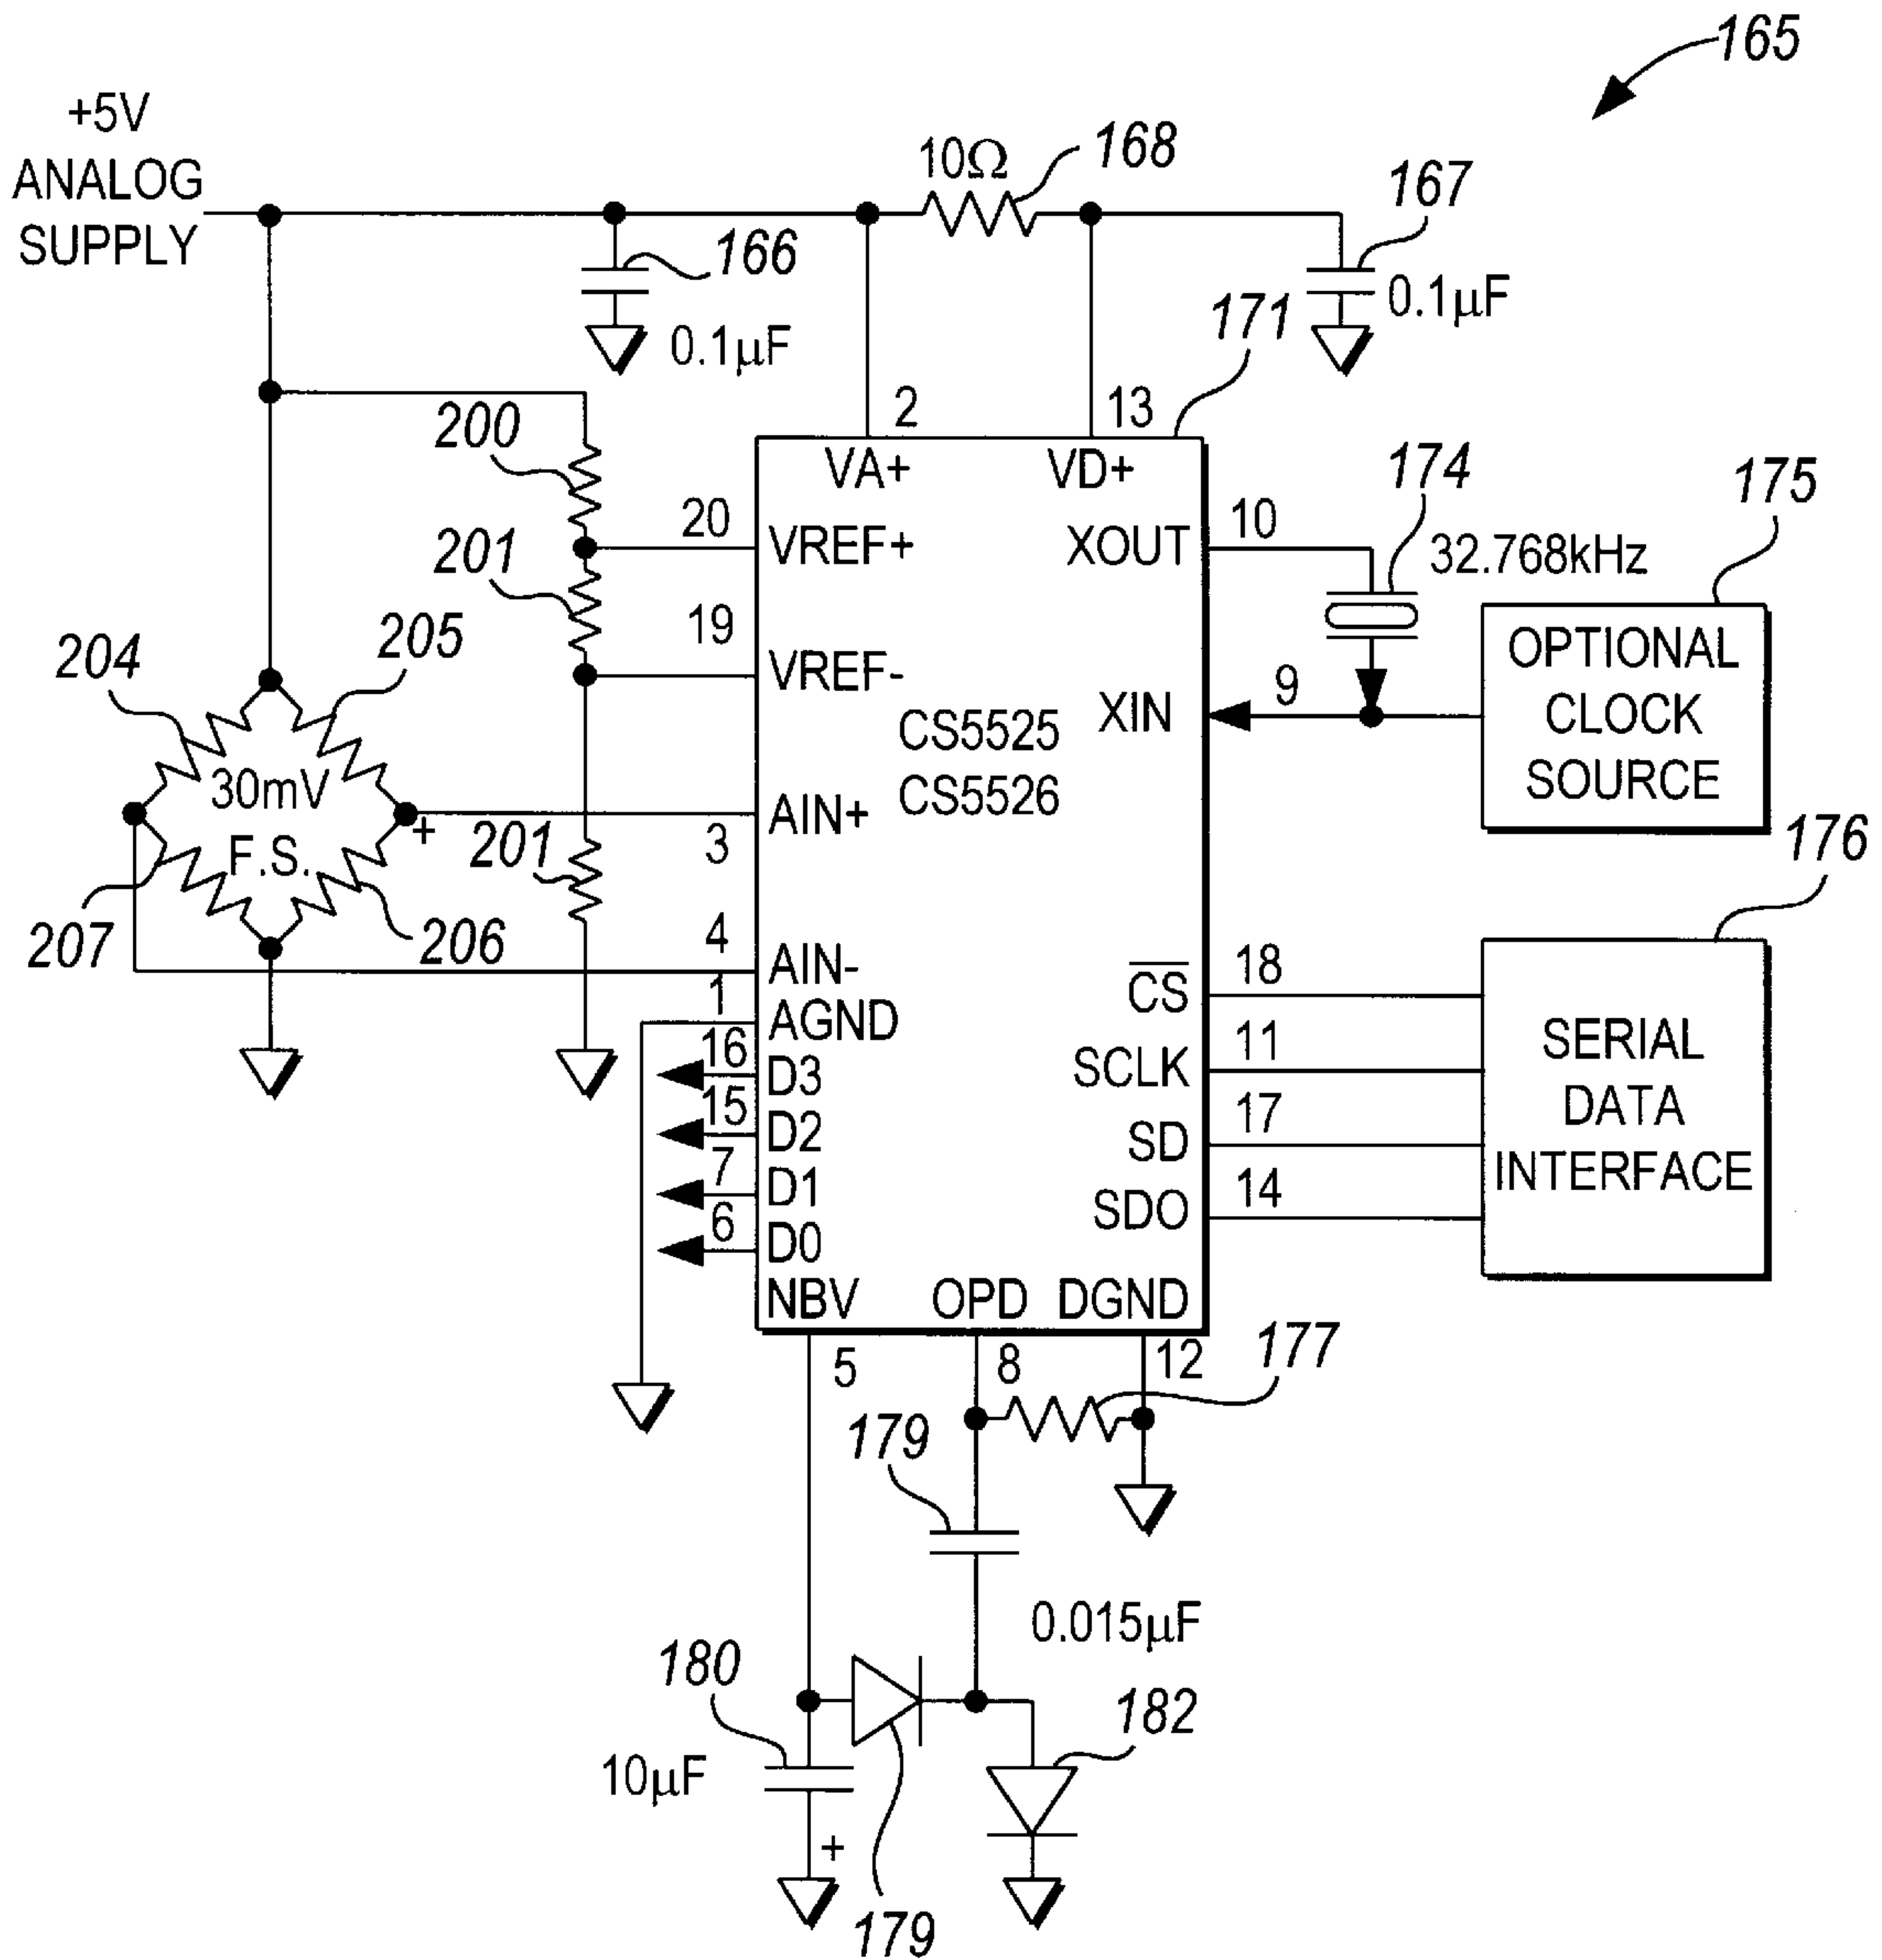 165
+5V
ANALOG
SUPPLY
10Ω
168
167
166
0.1μF
0.1μF
171
2
13
VA+
VD+
200
20
VREF+
XOUT
10
174
32.768kHz
175
201
19
VREF-
CS5525
CS5526
XIN
9
OPTIONAL
CLOCK
SOURCE
204
205
30mV
F.S.
+
AIN+
3
201
176
207
206
4
AIN-
1
AGND
16
D3
15
D2
7
D1
6
D0
CS
18
SCLK
11
SD
17
SDO
14
SERIAL
DATA
INTERFACE
NBV
OPD
DGND
5
8
12
177
179
0.015μF
180
10μF
+
182
179